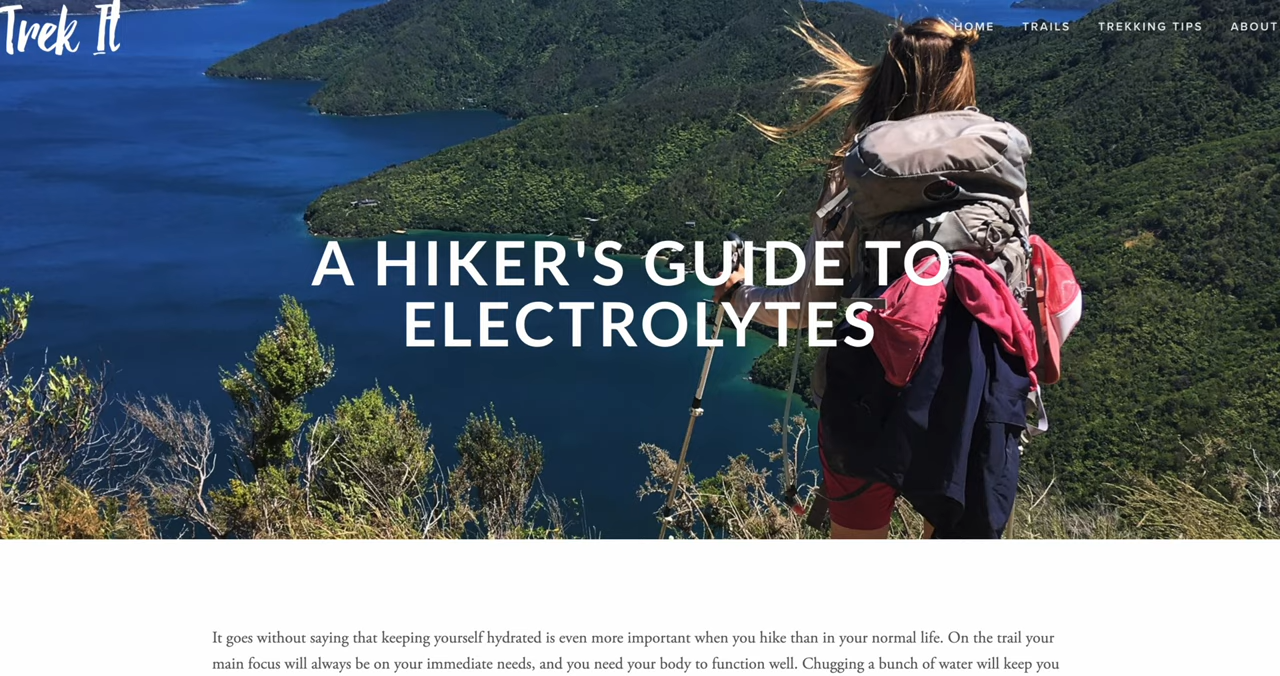 Trek It
HOME TRAILS TREKKING TIPS ABOUT
A HIKER'S GUIDE TO
ELECTROLYTES
It goes without saying that keeping yourself hydrated is even more important when you hike than in your normal life. On the trail your
main focus will always be on your immediate needs, and you need your body to function well. Chugging a bunch of water will keep you